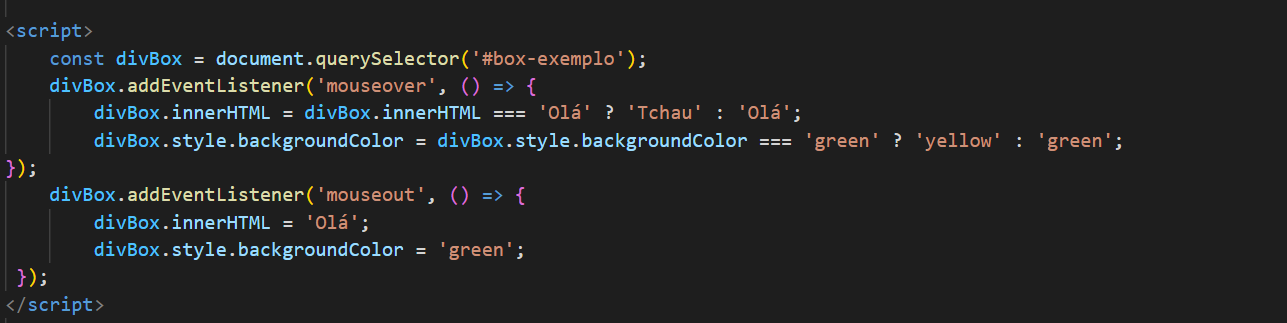 <script>
    const divBox = document.querySelector('#box-exemplo');
    divBox.addEventListener('mouseover', () => {
        divBox.innerHTML = divBox.innerHTML === 'Olá' ? 'Tchau' : 'Olá';
        divBox.style.backgroundColor = divBox.style.backgroundColor === 'green' ? 'yellow' : 'green';
});
    divBox.addEventListener('mouseout', () => {
        divBox.innerHTML = 'Olá';
        divBox.style.backgroundColor = 'green';
 });
</script>